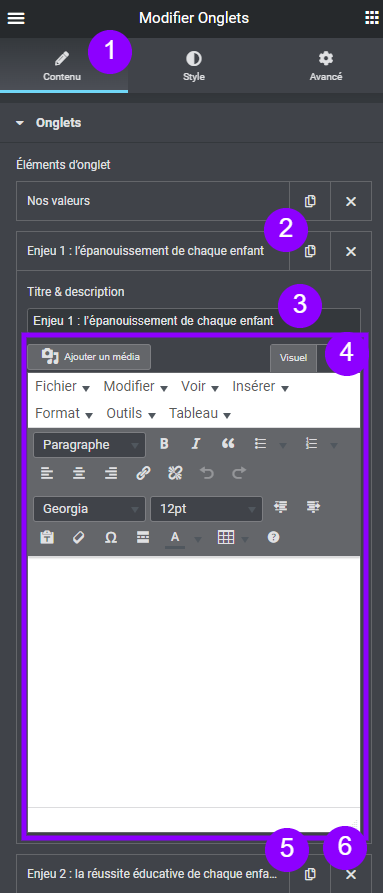 Modifier Onglets
1
Contenu
Style
Avancé
Onglets
Éléments d'onglet
Nos valeurs
2
Enjeu 1 : l'épanouissement de chaque enfant
Titre & description
3
Enjeu 1 : l'épanouissement de chaque enfant
Ajouter un média
Visuel
4
Fichier Modifier Voir Insérer
Format Outils Tableau
Paragraphe B I
Georgia 12pt
Ω A ?
5 6
Enjeu 2 : la réussite éducative de chaque enfa...